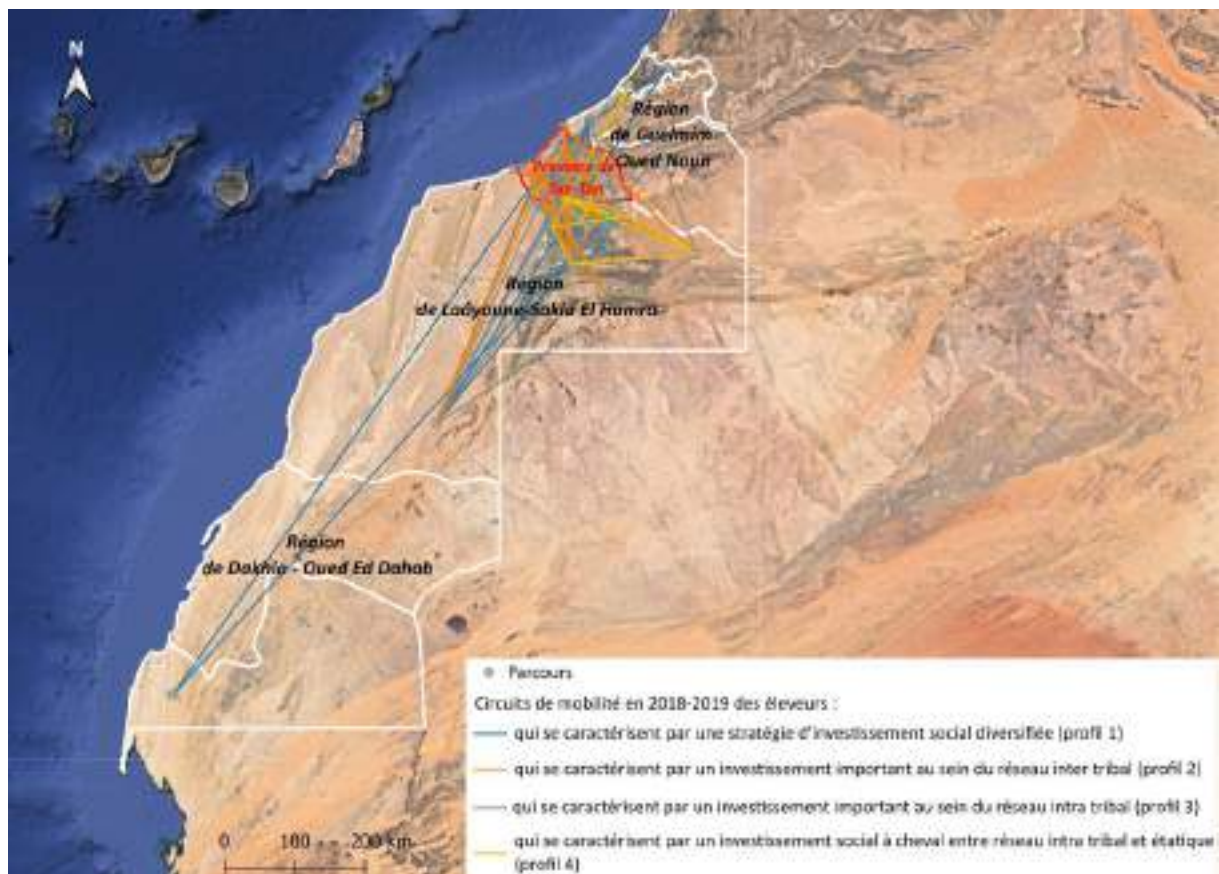 N
Région
de Guelmim-
Oued Noun
Province de
Tan-Tan
Région
de Laâyoune-Sakia El Hamra
Région
de Dakhla - Oued Ed Dahab
Parcours
Circuits de mobilité en 2018-2019 des éleveurs :
qui se caractérisent par une stratégie d'investissement social diversifiée (profil 1)
qui se caractérisent par un investissement important au sein du réseau inter tribal (profil 2)
qui se caractérisent par un investissement important au sein du réseau intra tribal (profil 3)
qui se caractérisent par un investissement social à cheval entre réseau intra tribal et étatique
(profil 4)
0 100 200 km